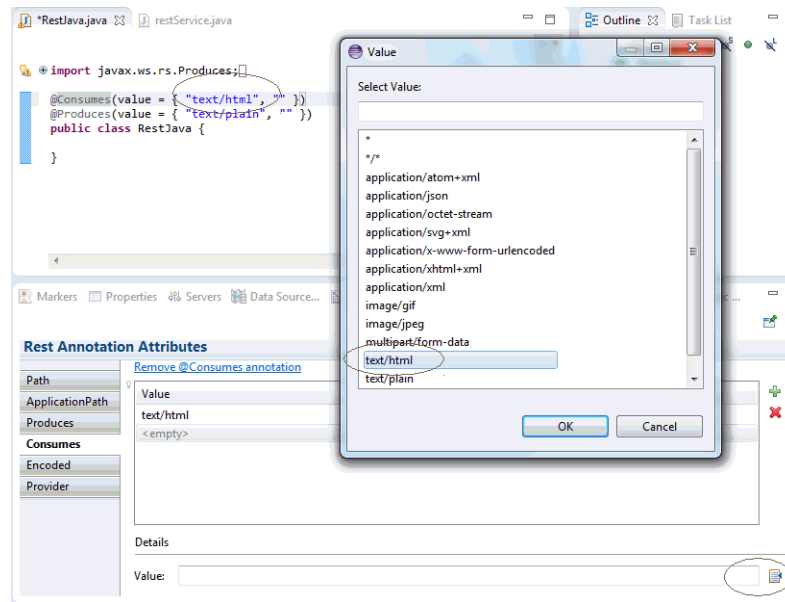 *RestJava.java restService.java
Outline Task List
import javax.ws.rs.Produces;
@Consumes(value = { "text/html", "" })
@Produces(value = { "text/plain", "" })
public class RestJava {
}
Value
Select Value:
*
*/*
application/atom+xml
application/json
application/octet-stream
application/svg+xml
application/x-www-form-urlencoded
application/xhtml+xml
application/xml
image/gif
image/jpeg
multipart/form-data
text/html
text/plain
OK Cancel
Markers Properties Servers Data Source...
Rest Annotation Attributes
Remove @Consumes annotation
Path
ApplicationPath
Produces
Consumes
Encoded
Provider
Value
text/html
<empty>
Details
Value: